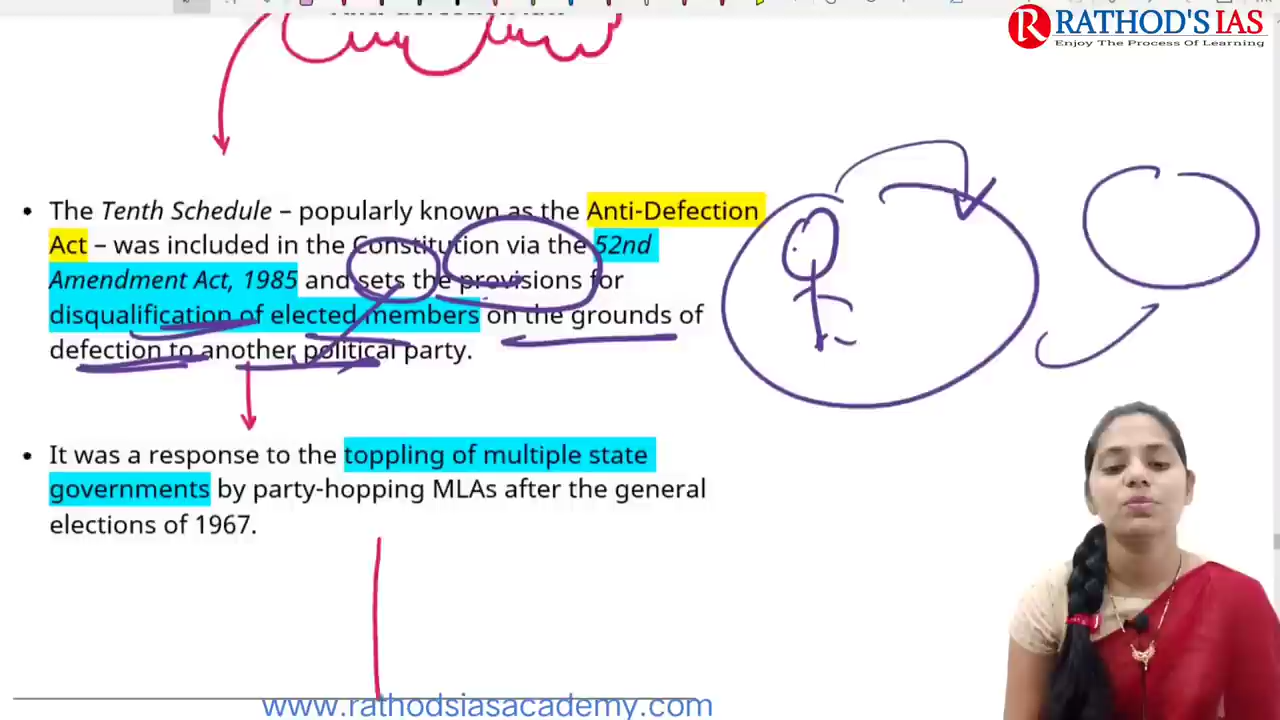 RATHOD'S IAS
Enjoy The Process Of Learning
• The Tenth Schedule – popularly known as the Anti-Defection
Act – was included in the Constitution via the 52nd
Amendment Act, 1985 and sets the provisions for
disqualification of elected members on the grounds of
defection to another political party.
• It was a response to the toppling of multiple state
governments by party-hopping MLAs after the general
elections of 1967.
www.rathodsiasacademy.com